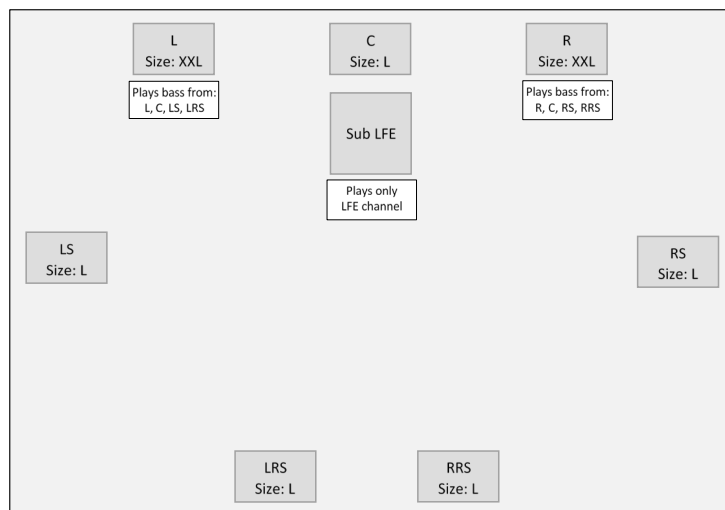 L
Size: XXL
C
Size: L
R
Size: XXL
Plays bass from:
L, C, LS, LRS
Plays bass from:
R, C, RS, RRS
Sub LFE
Plays only
LFE channel
LS
Size: L
RS
Size: L
LRS
Size: L
RRS
Size: L